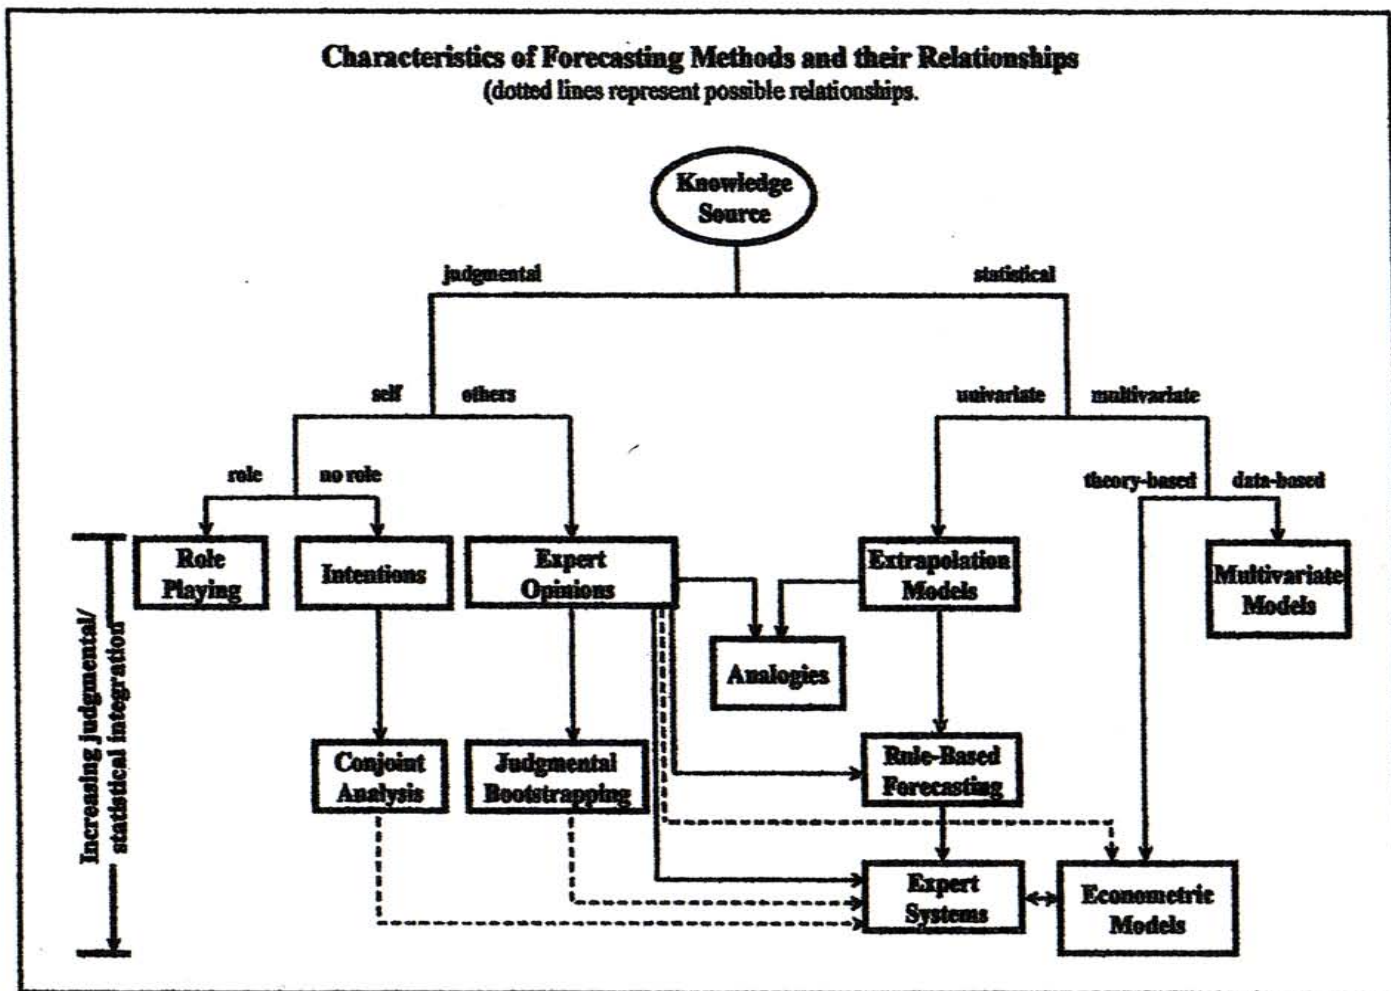 Characteristics of Forecasting Methods and their Relationships
(dotted lines represent possible relationships.
Knowledge
Source
judgmental
statistical
self
others
univariate
multivariate
role
no role
theory-based
data-based
Role
Playing
Intentions
Expert
Opinions
Extrapolation
Models
Multivariate
Models
Analogies
Increasing judgmental/
statistical integration
Conjoint
Analysis
Judgmental
Bootstrapping
Rule-Based
Forecasting
Expert
Systems
Econometric
Models